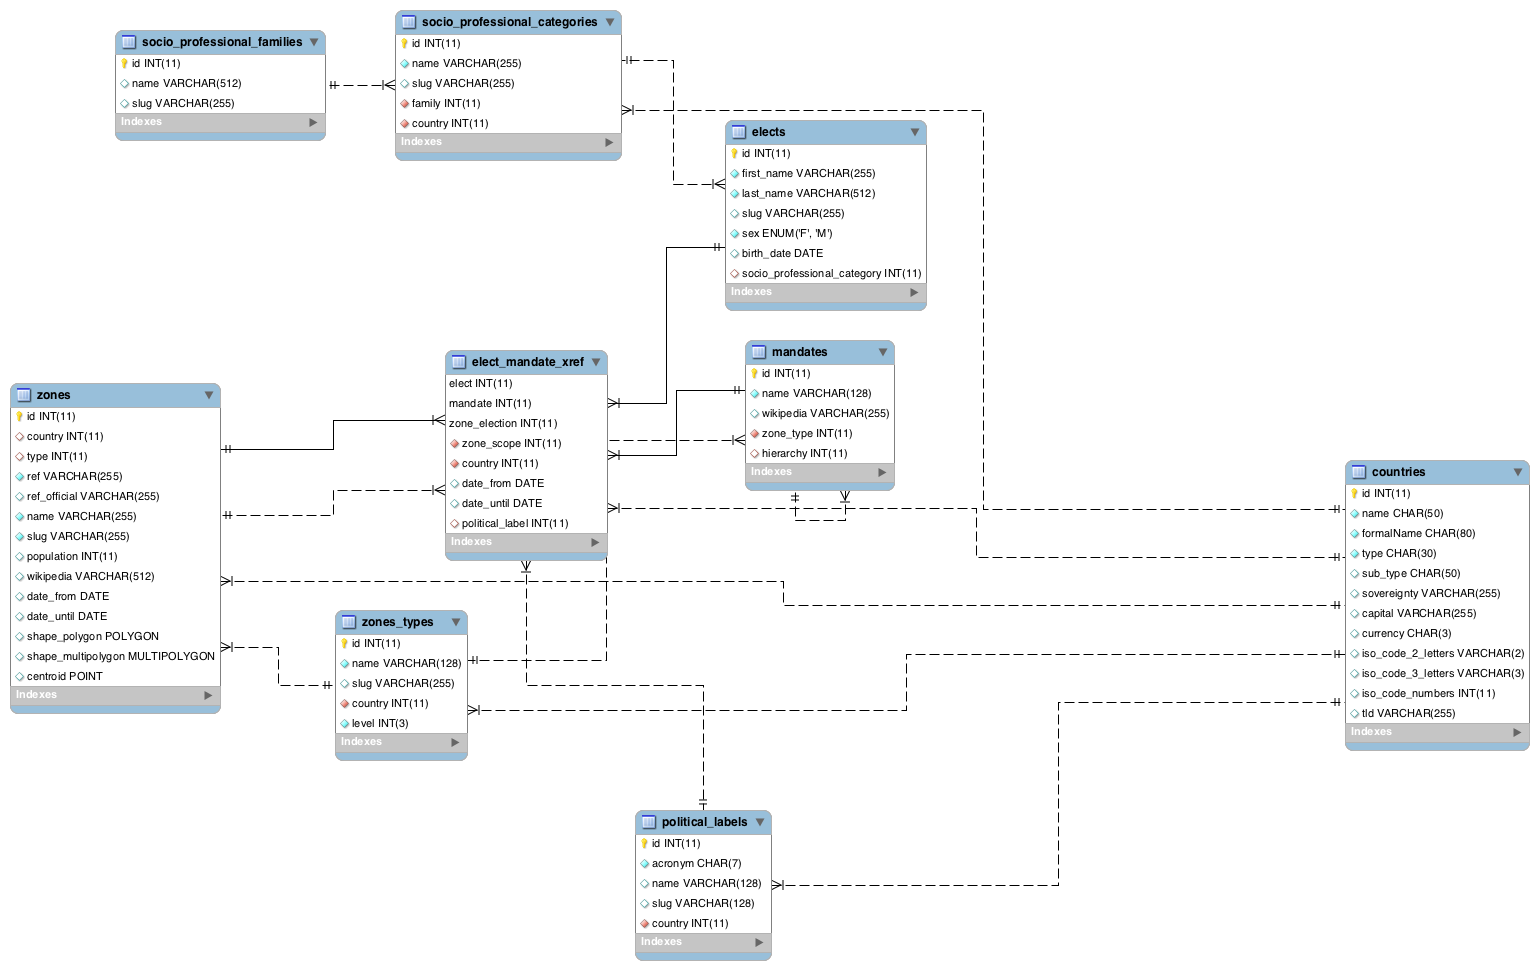 socio_professional_families
id INT(11)
name VARCHAR(512)
slug VARCHAR(255)
Indexes
socio_professional_categories
id INT(11)
name VARCHAR(255)
slug VARCHAR(255)
family INT(11)
country INT(11)
Indexes
elects
id INT(11)
first_name VARCHAR(255)
last_name VARCHAR(512)
slug VARCHAR(255)
sex ENUM('F', 'M')
birth_date DATE
socio_professional_category INT(11)
Indexes
elect_mandate_xref
elect INT(11)
mandate INT(11)
zone_election INT(11)
zone_scope INT(11)
country INT(11)
date_from DATE
date_until DATE
political_label INT(11)
Indexes
mandates
id INT(11)
name VARCHAR(128)
wikipedia VARCHAR(255)
zone_type INT(11)
hierarchy INT(11)
Indexes
zones
id INT(11)
country INT(11)
type INT(11)
ref VARCHAR(255)
ref_official VARCHAR(255)
name VARCHAR(255)
slug VARCHAR(255)
population INT(11)
wikipedia VARCHAR(512)
date_from DATE
date_until DATE
shape_polygon POLYGON
shape_multipolygon MULTIPOLYGON
centroid POINT
Indexes
countries
id INT(11)
name CHAR(50)
formalName CHAR(80)
type CHAR(30)
sub_type CHAR(50)
sovereignty VARCHAR(255)
capital VARCHAR(255)
currency CHAR(3)
iso_code_2_letters VARCHAR(2)
iso_code_3_letters VARCHAR(3)
iso_code_numbers INT(11)
tld VARCHAR(255)
Indexes
zones_types
id INT(11)
name VARCHAR(128)
slug VARCHAR(255)
country INT(11)
level INT(3)
Indexes
political_labels
id INT(11)
acronym CHAR(7)
name VARCHAR(128)
slug VARCHAR(128)
country INT(11)
Indexes